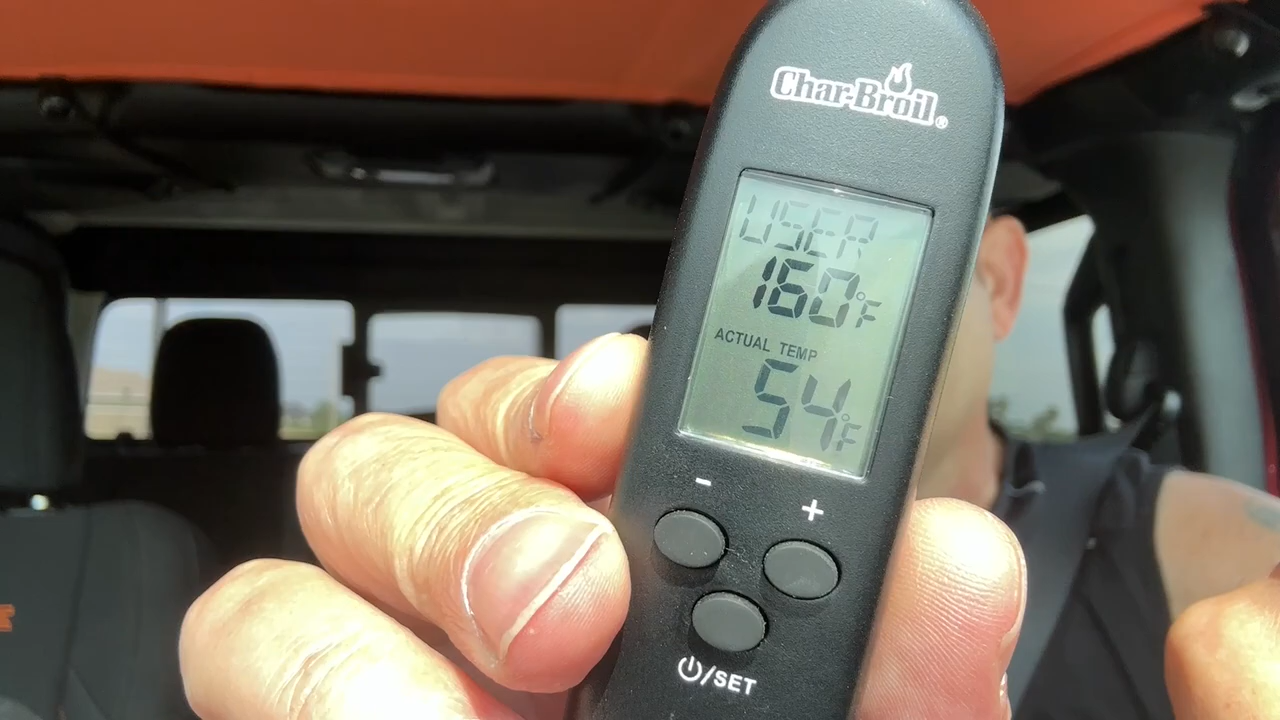 Char-Broil®
USER
160°F
ACTUAL TEMP
54°F
- +
⏻/SET